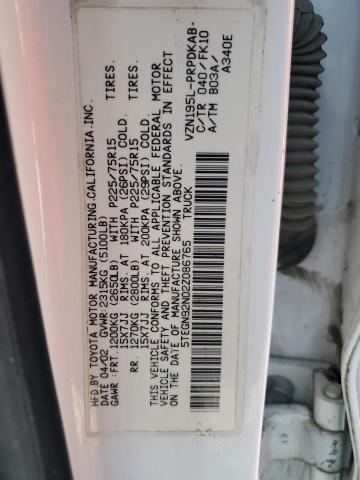 MFD BY: TOYOTA MOTOR MANUFACTURING,CALIFORNIA,INC.
DATE 04/02 GVWR:2315KG (5100LB)
GAWR :FRT.1200KG (2650LB) WITH P225/75R15 TIRES.
15X7JJ RIMS AT 180KPA (26PSI) COLD.
RR. 1270KG (2800LB) WITH P225/75R15 TIRES.
15X7JJ RIMS AT 200KPA (29PSI) COLD.
THIS VEHICLE CONFORMS TO ALL APPLICABLE FEDERAL MOTOR
VEHICLE SAFETY AND THEFT PREVENTION STANDARDS IN EFFECT
ON THE DATE OF MANUFACTURE SHOWN ABOVE.
5TEGN92N02Z086765 TRUCK
VZN195L-PRPDKAB-
C/TR 040/FK10
A/TM B03A/
A340E